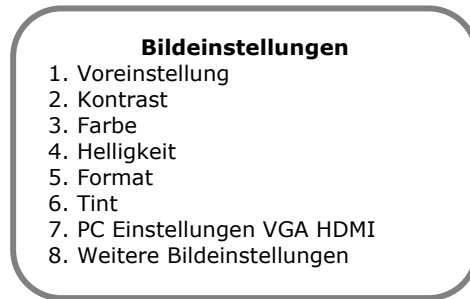 Bildeinstellungen
1. Voreinstellung
2. Kontrast
3. Farbe
4. Helligkeit
5. Format
6. Tint
7. PC Einstellungen VGA HDMI
8. Weitere Bildeinstellungen